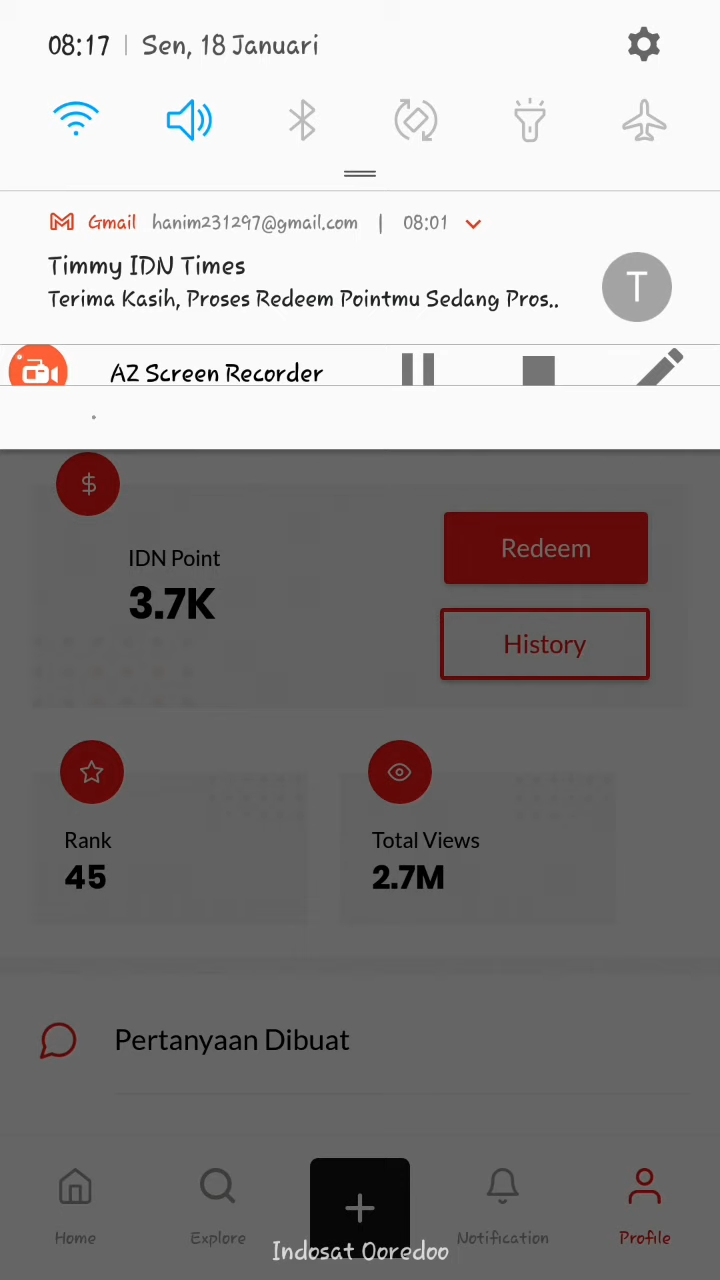 08:17 | Sen, 18 Januari
Gmail hanim231297@gmail.com | 08:01
Timmy IDN Times
Terima Kasih, Proses Redeem Pointmu Sedang Pros..
T
AZ Screen Recorder
$
IDN Point
3.7K
Redeem
History
Rank
45
Total Views
2.7M
Pertanyaan Dibuat
Home
Explore
Notification
Profile
Indosat Ooredoo